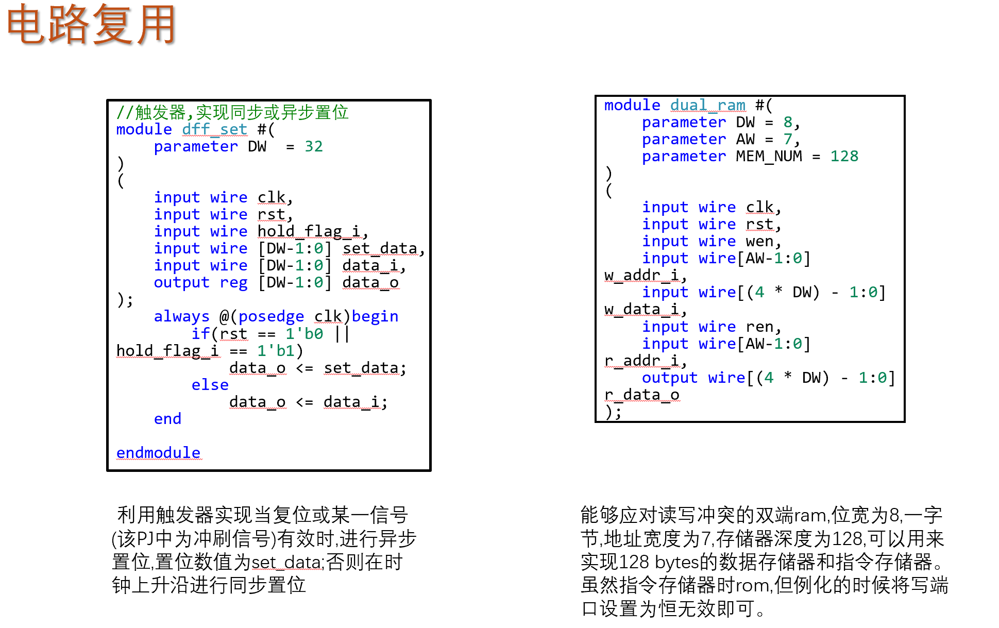 电路复用
//触发器,实现同步或异步置位
module dff_set #(
    parameter DW  = 32
)
(
    input wire clk,
    input wire rst,
    input wire hold_flag_i,
    input wire [DW-1:0] set_data,
    input wire [DW-1:0] data_i,
    output reg [DW-1:0] data_o
);
    always @(posedge clk)begin
        if(rst == 1'b0 ||
hold_flag_i == 1'b1)
            data_o <= set_data;
        else
            data_o <= data_i;
    end
endmodule
利用触发器实现当复位或某一信号
(该PJ中为冲刷信号)有效时,进行异步
置位,置位数值为set_data;否则在时
钟上升沿进行同步置位
module dual_ram #(
    parameter DW = 8,
    parameter AW = 7,
    parameter MEM_NUM = 128
)
(
    input wire clk,
    input wire rst,
    input wire wen,
    input wire[AW-1:0]
w_addr_i,
    input wire[(4 * DW) - 1:0]
w_data_i,
    input wire ren,
    input wire[AW-1:0]
r_addr_i,
    output wire[(4 * DW) - 1:0]
r_data_o
);
能够应对读写冲突的双端ram,位宽为8,一字
节,地址宽度为7,存储器深度为128,可以用来
实现128 bytes的数据存储器和指令存储器。
虽然指令存储器时rom,但例化的时候将写端
口设置为恒无效即可。